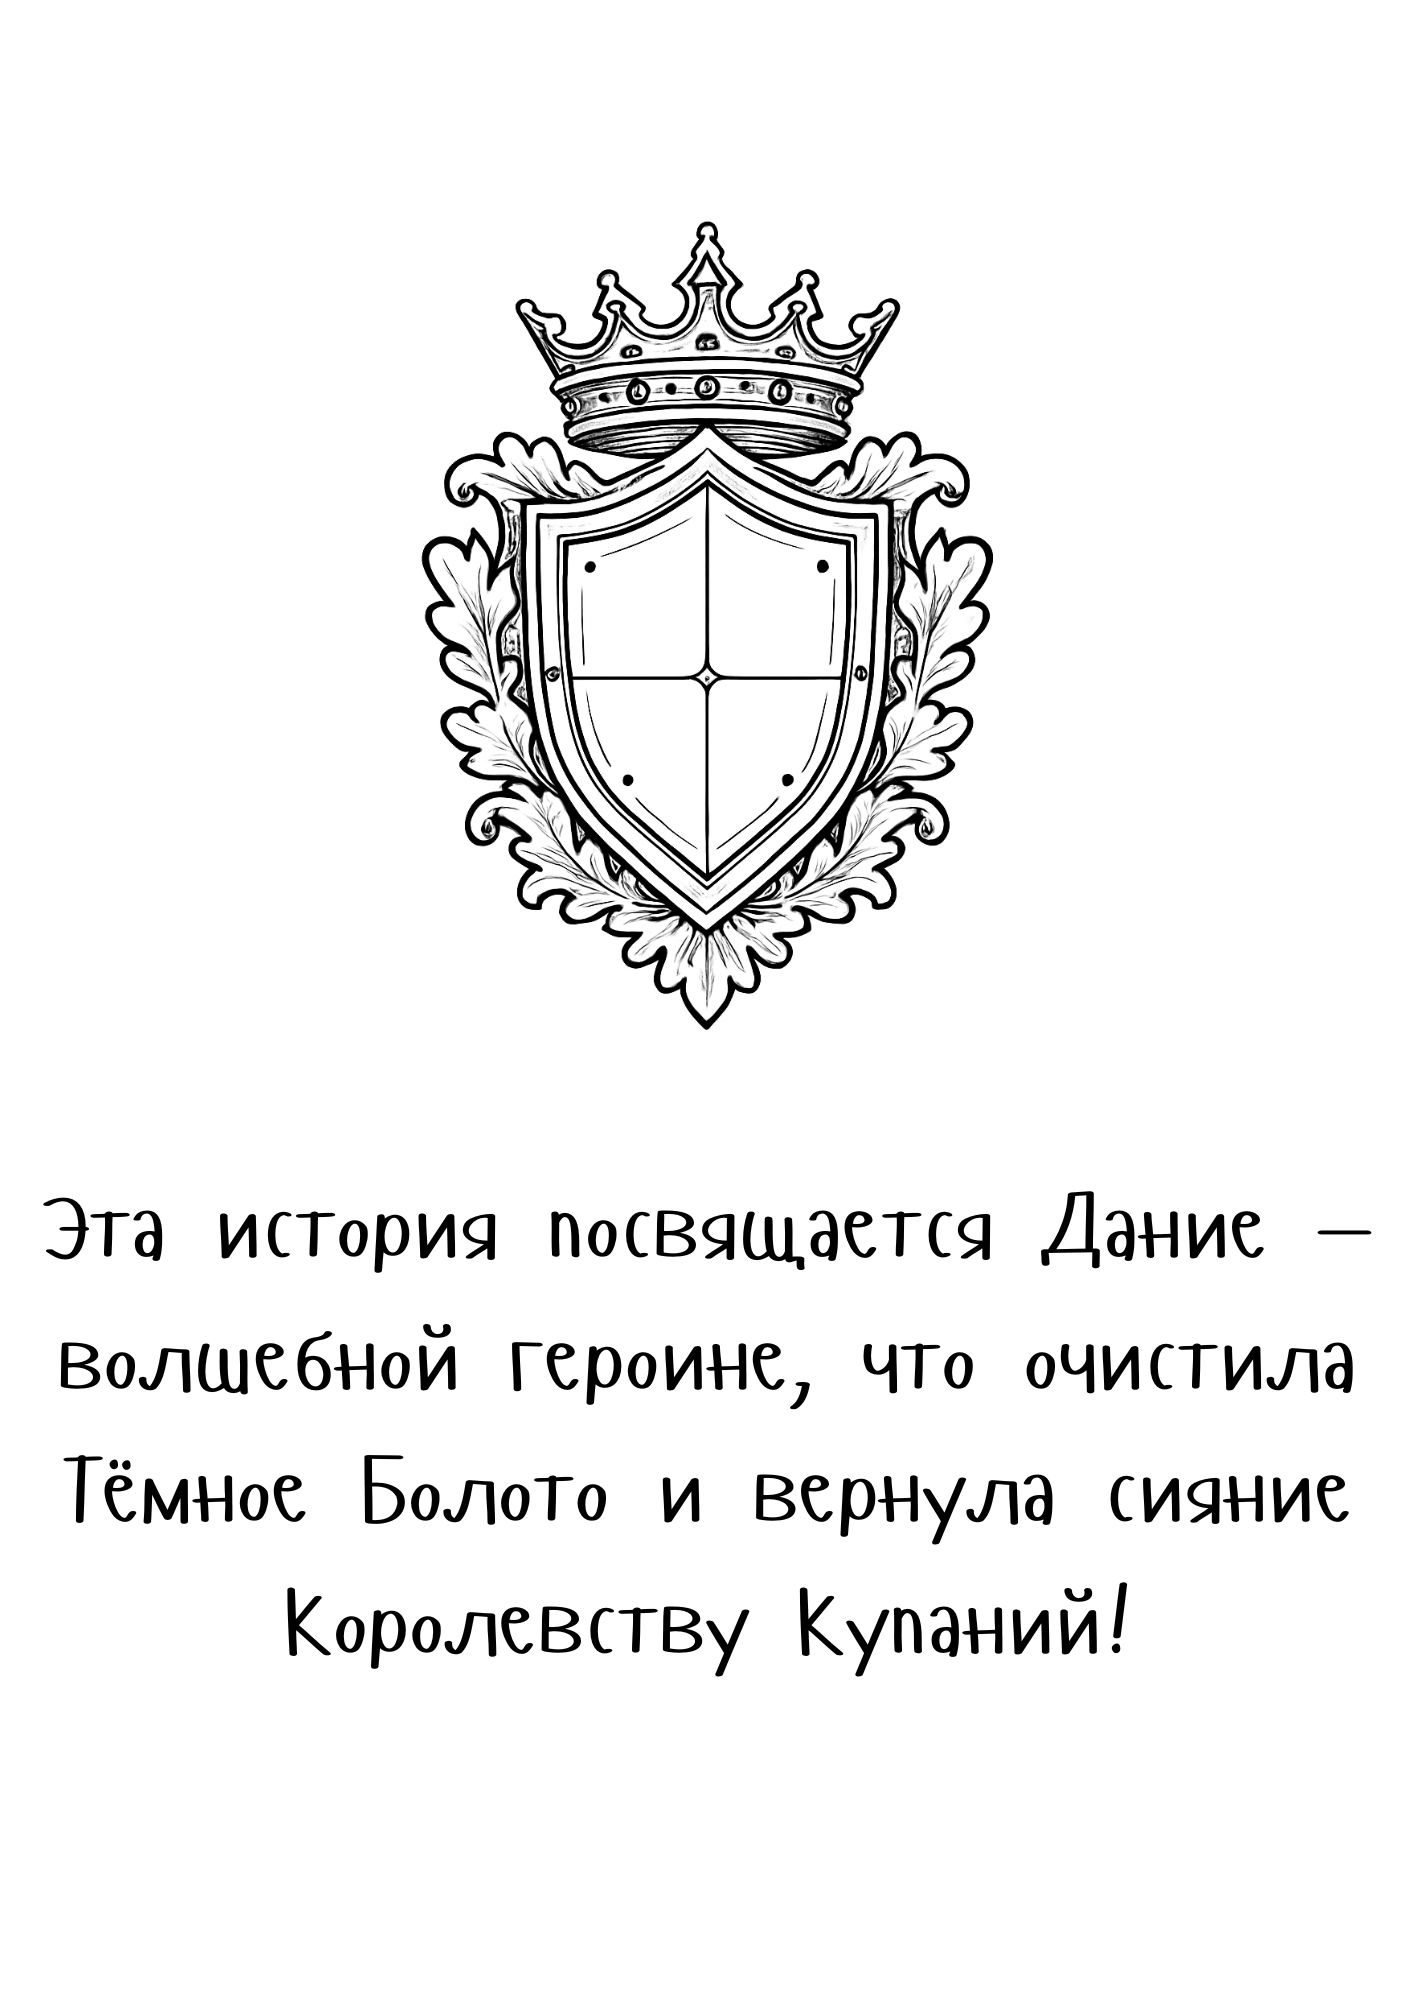 Эта история посвящается Дание –
волшебной героине, что очистила
Тёмное Болото и вернула сияние
Королевству Купаний!